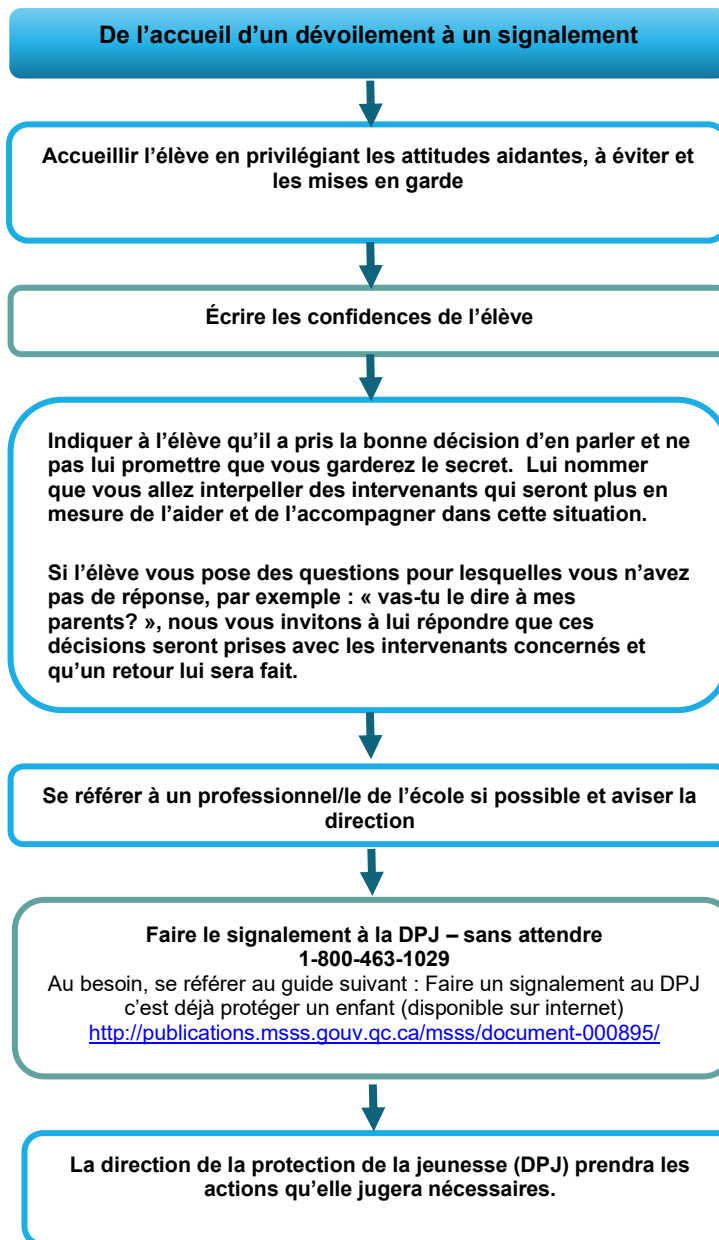 De l'accueil d'un dévoilement à un signalement
Accueillir l'élève en privilégiant les attitudes aidantes, à éviter et
les mises en garde
Écrire les confidences de l'élève
Indiquer à l'élève qu'il a pris la bonne décision d'en parler et ne
pas lui promettre que vous garderez le secret.  Lui nommer
que vous allez interpeller des intervenants qui seront plus en
mesure de l'aider et de l'accompagner dans cette situation.
Si l'élève vous pose des questions pour lesquelles vous n'avez
pas de réponse, par exemple : « vas-tu le dire à mes
parents? », nous vous invitons à lui répondre que ces
décisions seront prises avec les intervenants concernés et
qu'un retour lui sera fait.
Se référer à un professionnel/le de l'école si possible et aviser la
direction
Faire le signalement à la DPJ – sans attendre
1-800-463-1029
Au besoin, se référer au guide suivant : Faire un signalement au DPJ
c'est déjà protéger un enfant (disponible sur internet)
http://publications.msss.gouv.qc.ca/msss/document-000895/
La direction de la protection de la jeunesse (DPJ) prendra les
actions qu'elle jugera nécessaires.